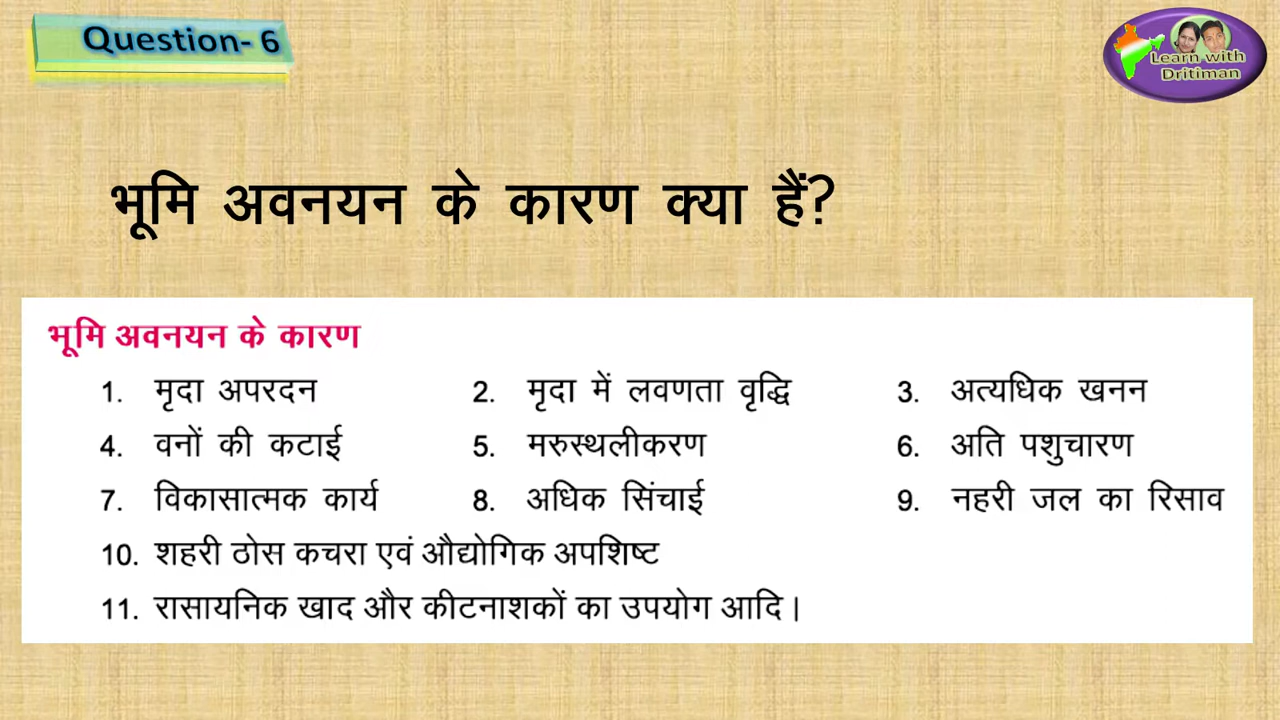 Question- 6
Learn with
Dritiman
भूमि अवनयन के कारण क्या हैं?
भूमि अवनयन के कारण
1. मृदा अपरदन 2. मृदा में लवणता वृद्धि 3. अत्यधिक खनन
4. वनों की कटाई 5. मरुस्थलीकरण 6. अति पशुचारण
7. विकासात्मक कार्य 8. अधिक सिंचाई 9. नहरी जल का रिसाव
10. शहरी ठोस कचरा एवं औद्योगिक अपशिष्ट
11. रासायनिक खाद और कीटनाशकों का उपयोग आदि।